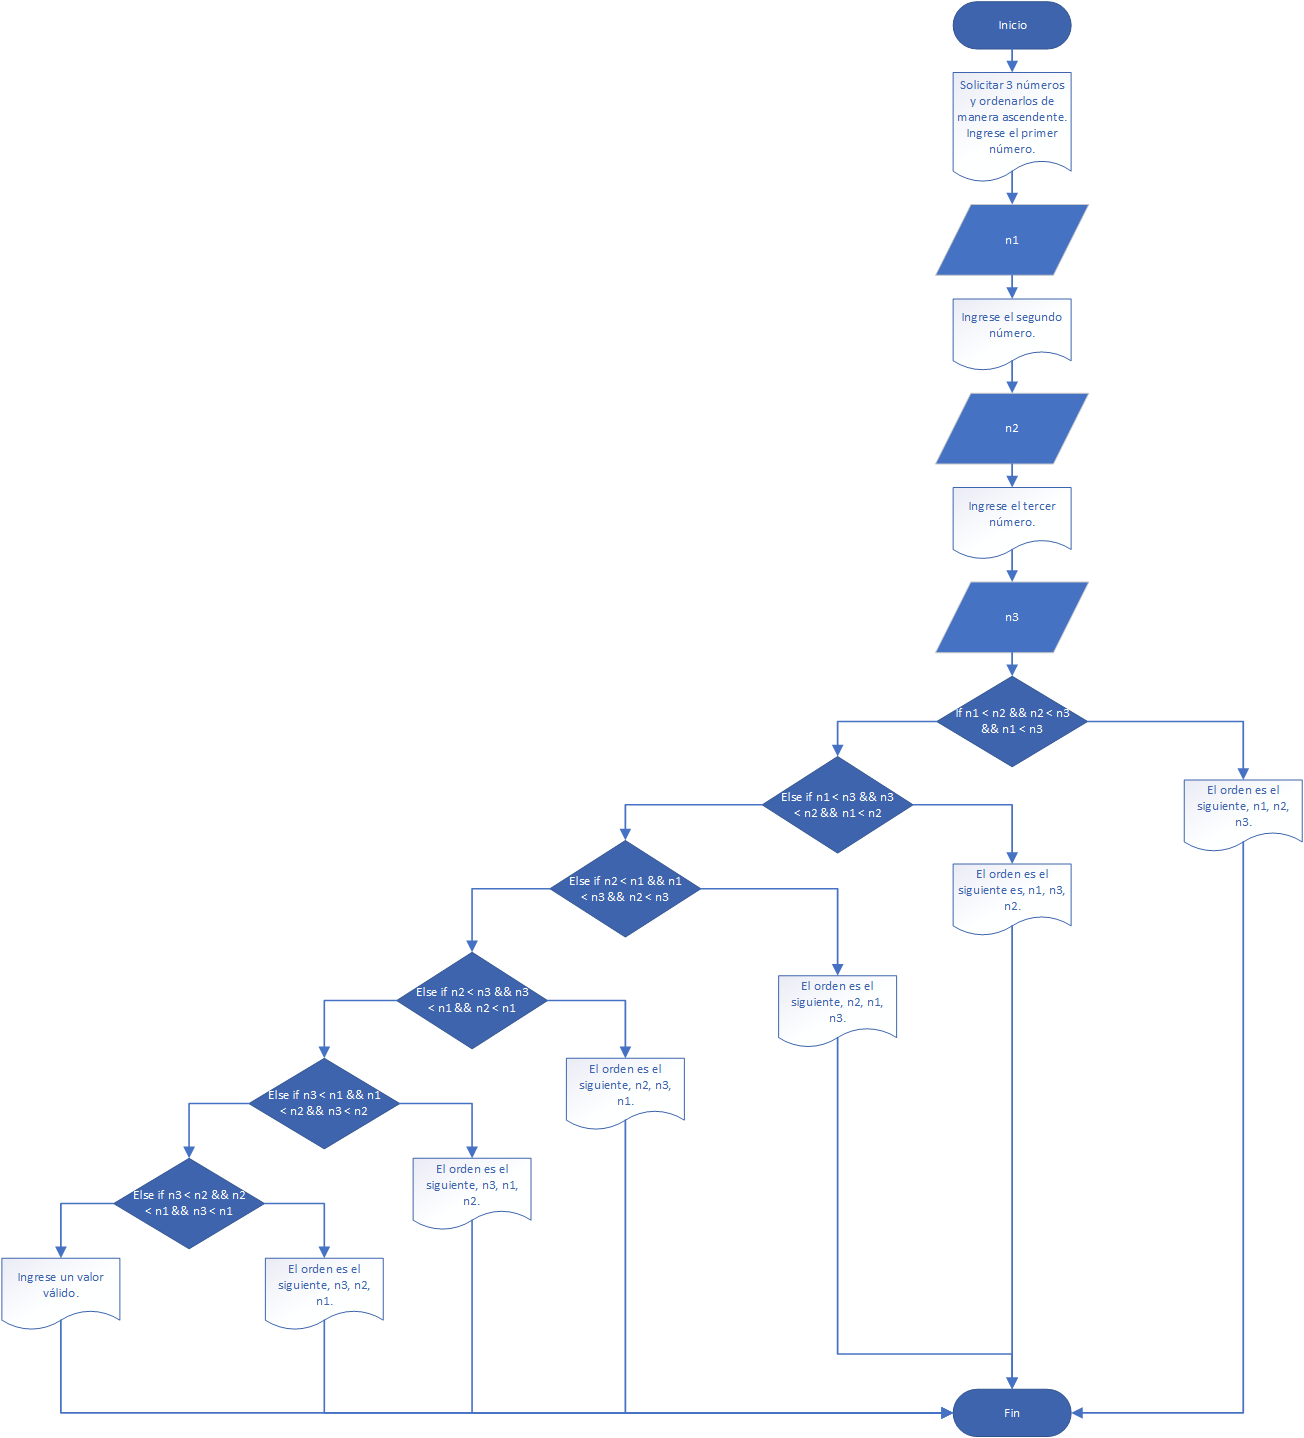 Inicio
Solicitar 3 números
y ordenarlos de
manera ascendente.
Ingrese el primer
número.
n1
Ingrese el segundo
número.
n2
Ingrese el tercer
número.
n3
If n1 < n2 && n2 < n3
&& n1 < n3
El orden es el
siguiente, n1, n2,
n3.
Else if n1 < n3 && n3
< n2 && n1 < n2
El orden es el
siguiente es, n1, n3,
n2.
Else if n2 < n1 && n1
< n3 && n2 < n3
El orden es el
siguiente, n2, n1,
n3.
Else if n2 < n3 && n3
< n1 && n2 < n1
El orden es el
siguiente, n2, n3,
n1.
Else if n3 < n1 && n1
< n2 && n3 < n2
El orden es el
siguiente, n3, n1,
n2.
Else if n3 < n2 && n2
< n1 && n3 < n1
El orden es el
siguiente, n3, n2,
n1.
Ingrese un valor
válido.
Fin